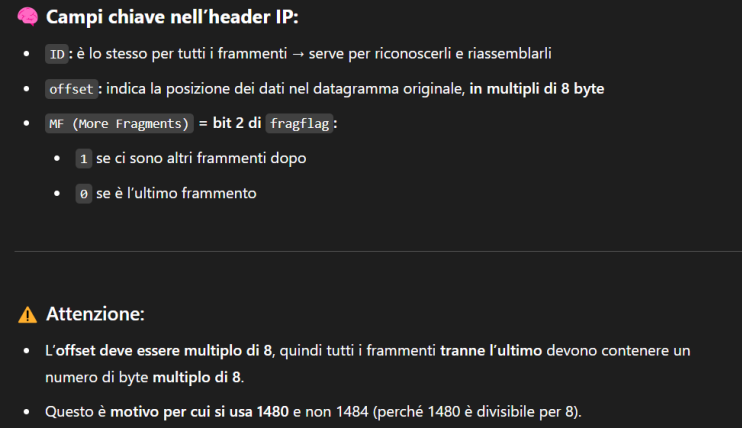 🧠 Campi chiave nell’header IP:
• ID: è lo stesso per tutti i frammenti → serve per riconoscerli e riassemblarli
• offset: indica la posizione dei dati nel datagramma originale, in multipli di 8 byte
• MF (More Fragments) = bit 2 di fragflag:
• 1 se ci sono altri frammenti dopo
• 0 se è l’ultimo frammento
⚠️ Attenzione:
• L’offset deve essere multiplo di 8, quindi tutti i frammenti tranne l’ultimo devono contenere un
numero di byte multiplo di 8.
• Questo è motivo per cui si usa 1480 e non 1484 (perché 1480 è divisibile per 8).